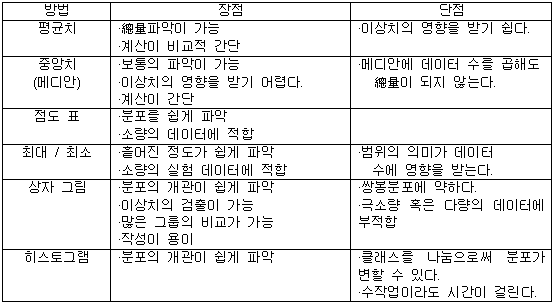 방법 장점 단점
평균치 ·總量파악이 가능 ·이상치의 영향을 받기 쉽다.
·계산이 비교적 간단
중앙치 ·보통의 파악이 가능 ·메디안에 데이터 수를 곱해도
(메디안) ·이상치의 영향을 받기 어렵다. 總量이 되지 않는다.
·계산이 간단
점도 표 ·분포를 쉽게 파악
·소량의 데이터에 적합
최대 / 최소 ·흩어진 정도가 쉽게 파악 ·범위의 의미가 데이터
·소량의 실험 데이터에 적합 수에 영향을 받는다.
상자 그림 ·분포의 개관이 쉽게 파악 ·쌍봉분포에 약하다.
·이상치의 검출이 가능 ·극소량 혹은 다량의 데이터에
·많은 그룹의 비교가 가능 부적합
·작성이 용이
히스토그램 ·분포의 개관이 쉽게 파악 ·클래스를 나눔으로써 분포가
변할 수 있다.
·수작업이라도 시간이 걸린다.